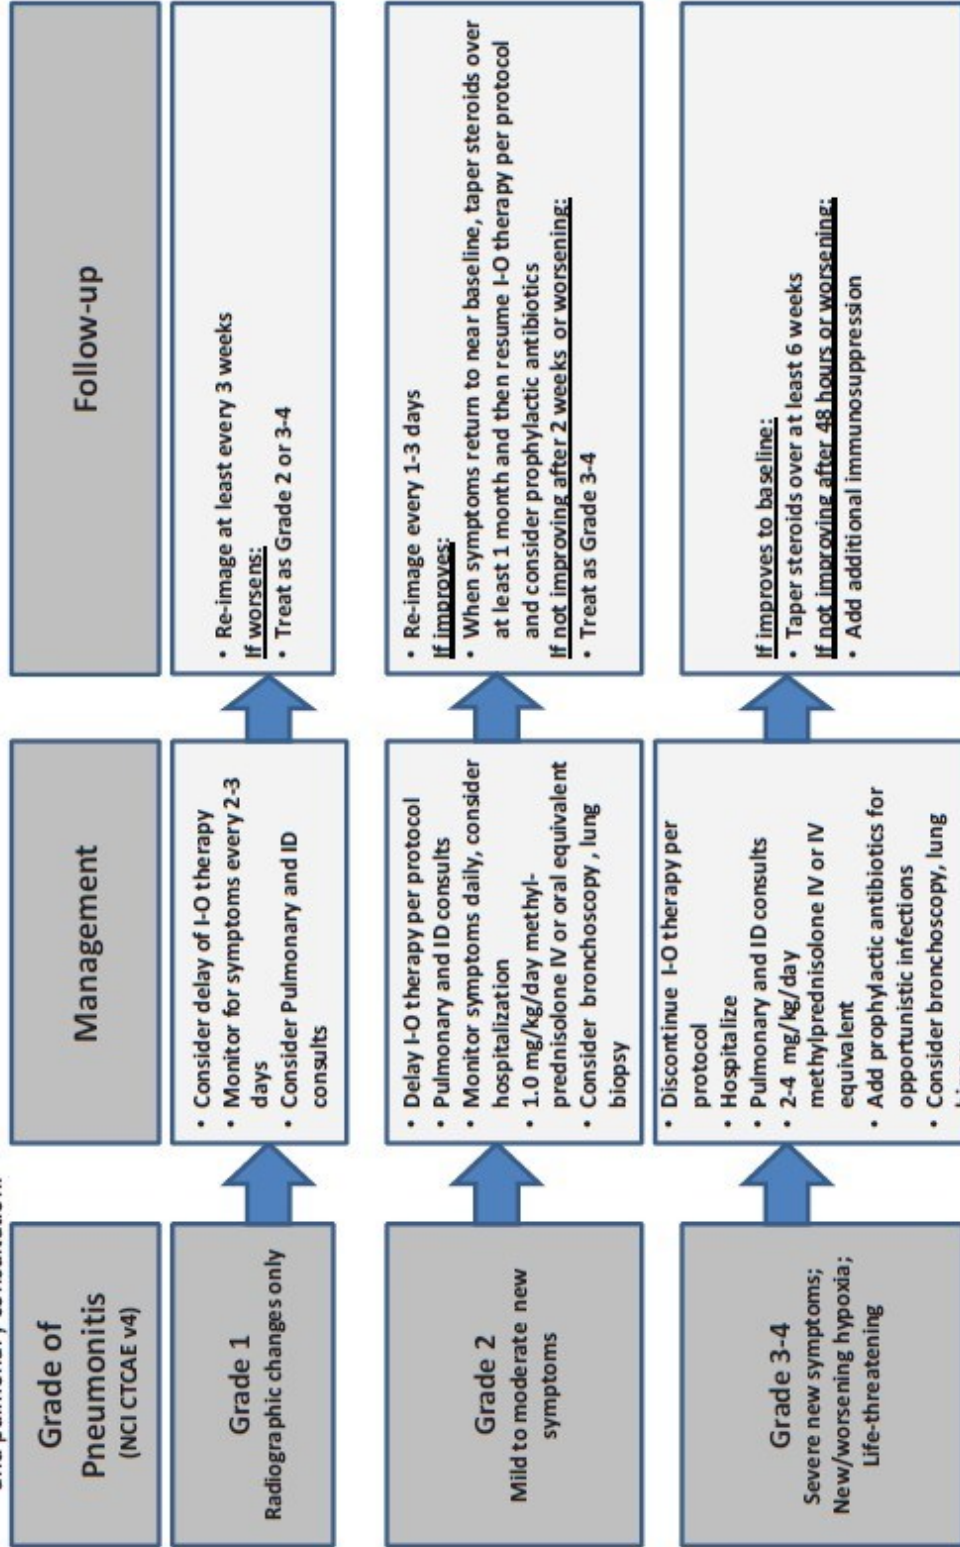 Grade of
Pneumonitis
(NCI CTCAE v4)
Management
Follow-up
Grade 1
Radiographic changes only
• Consider delay of I-O therapy
• Monitor for symptoms every 2-3
days
• Consider Pulmonary and ID
consults
• Re-image at least every 3 weeks
If worsens:
• Treat as Grade 2 or 3-4
Grade 2
Mild to moderate new
symptoms
• Delay I-O therapy per protocol
• Pulmonary and ID consults
• Monitor symptoms daily, consider
hospitalization
• 1.0 mg/kg/day methyl-
prednisolone IV or oral equivalent
• Consider bronchoscopy, lung
biopsy
• Re-image every 1-3 days
If improves:
• When symptoms return to near baseline, taper steroids over
at least 1 month and then resume I-O therapy per protocol
and consider prophylactic antibiotics
If not improving after 2 weeks or worsening:
• Treat as Grade 3-4
Grade 3-4
Severe new symptoms;
New/worsening hypoxia;
Life-threatening
• Discontinue I-O therapy per
protocol
• Hospitalize
• Pulmonary and ID consults
• 2-4 mg/kg/day
methylprednisolone IV or IV
equivalent
• Add prophylactic antibiotics for
opportunistic infections
• Consider bronchoscopy, lung
If improves to baseline:
• Taper steroids over at least 6 weeks
If not improving after 48 hours or worsening:
• Add additional immunosuppression